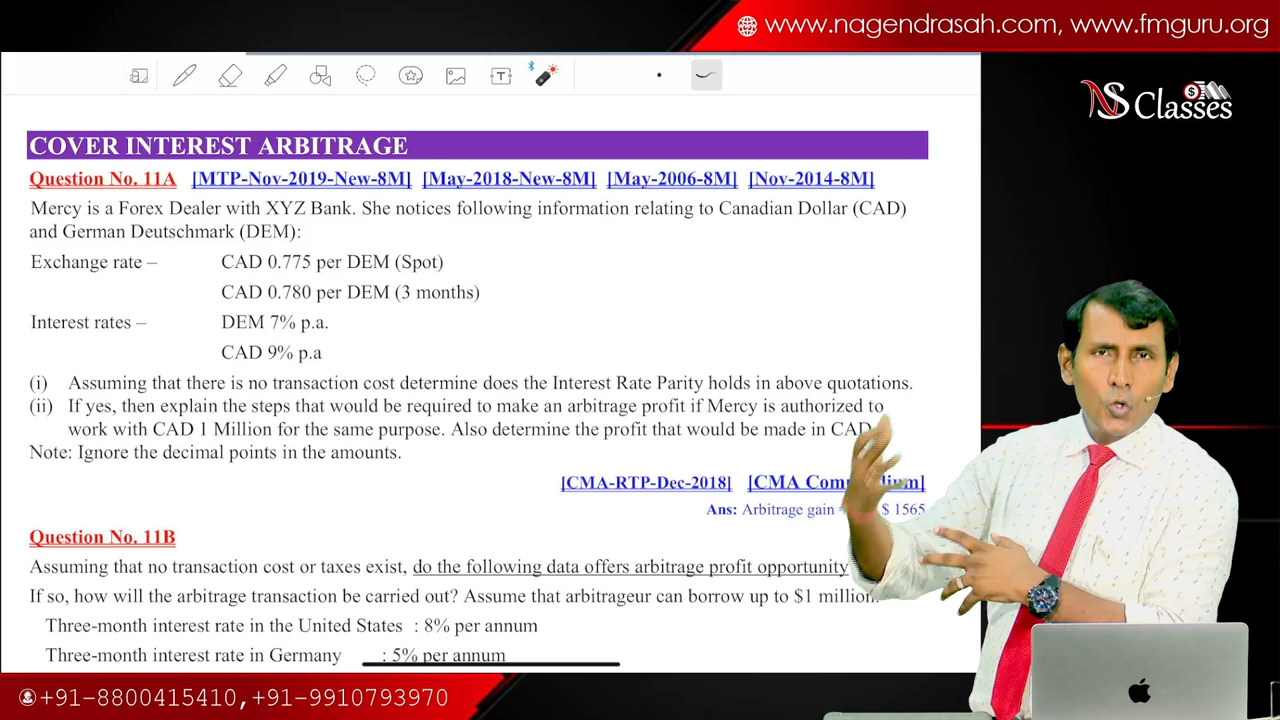 www.nagendrasah.com, www.fmguru.org
NS Classes
COVER INTEREST ARBITRAGE
Question No. 11A [MTP-Nov-2019-New-8M] [May-2018-New-8M] [May-2006-8M] [Nov-2014-8M]
Mercy is a Forex Dealer with XYZ Bank. She notices following information relating to Canadian Dollar (CAD)
and German Deutschmark (DEM):
Exchange rate – CAD 0.775 per DEM (Spot)
CAD 0.780 per DEM (3 months)
Interest rates – DEM 7% p.a.
CAD 9% p.a
(i) Assuming that there is no transaction cost determine does the Interest Rate Parity holds in above quotations.
(ii) If yes, then explain the steps that would be required to make an arbitrage profit if Mercy is authorized to
work with CAD 1 Million for the same purpose. Also determine the profit that would be made in CAD
Note: Ignore the decimal points in the amounts.
[CMA-RTP-Dec-2018] [CMA
Ans: Arbitrage gain $ 1565
Question No. 11B
Assuming that no transaction cost or taxes exist, do the following data offers arbitrage profit opportunity
If so, how will the arbitrage transaction be carried out? Assume that arbitrageur can borrow up to $1 million.
Three-month interest rate in the United States : 8% per annum
Three-month interest rate in Germany : 5% per annum
+91-8800415410,+91-9910793970